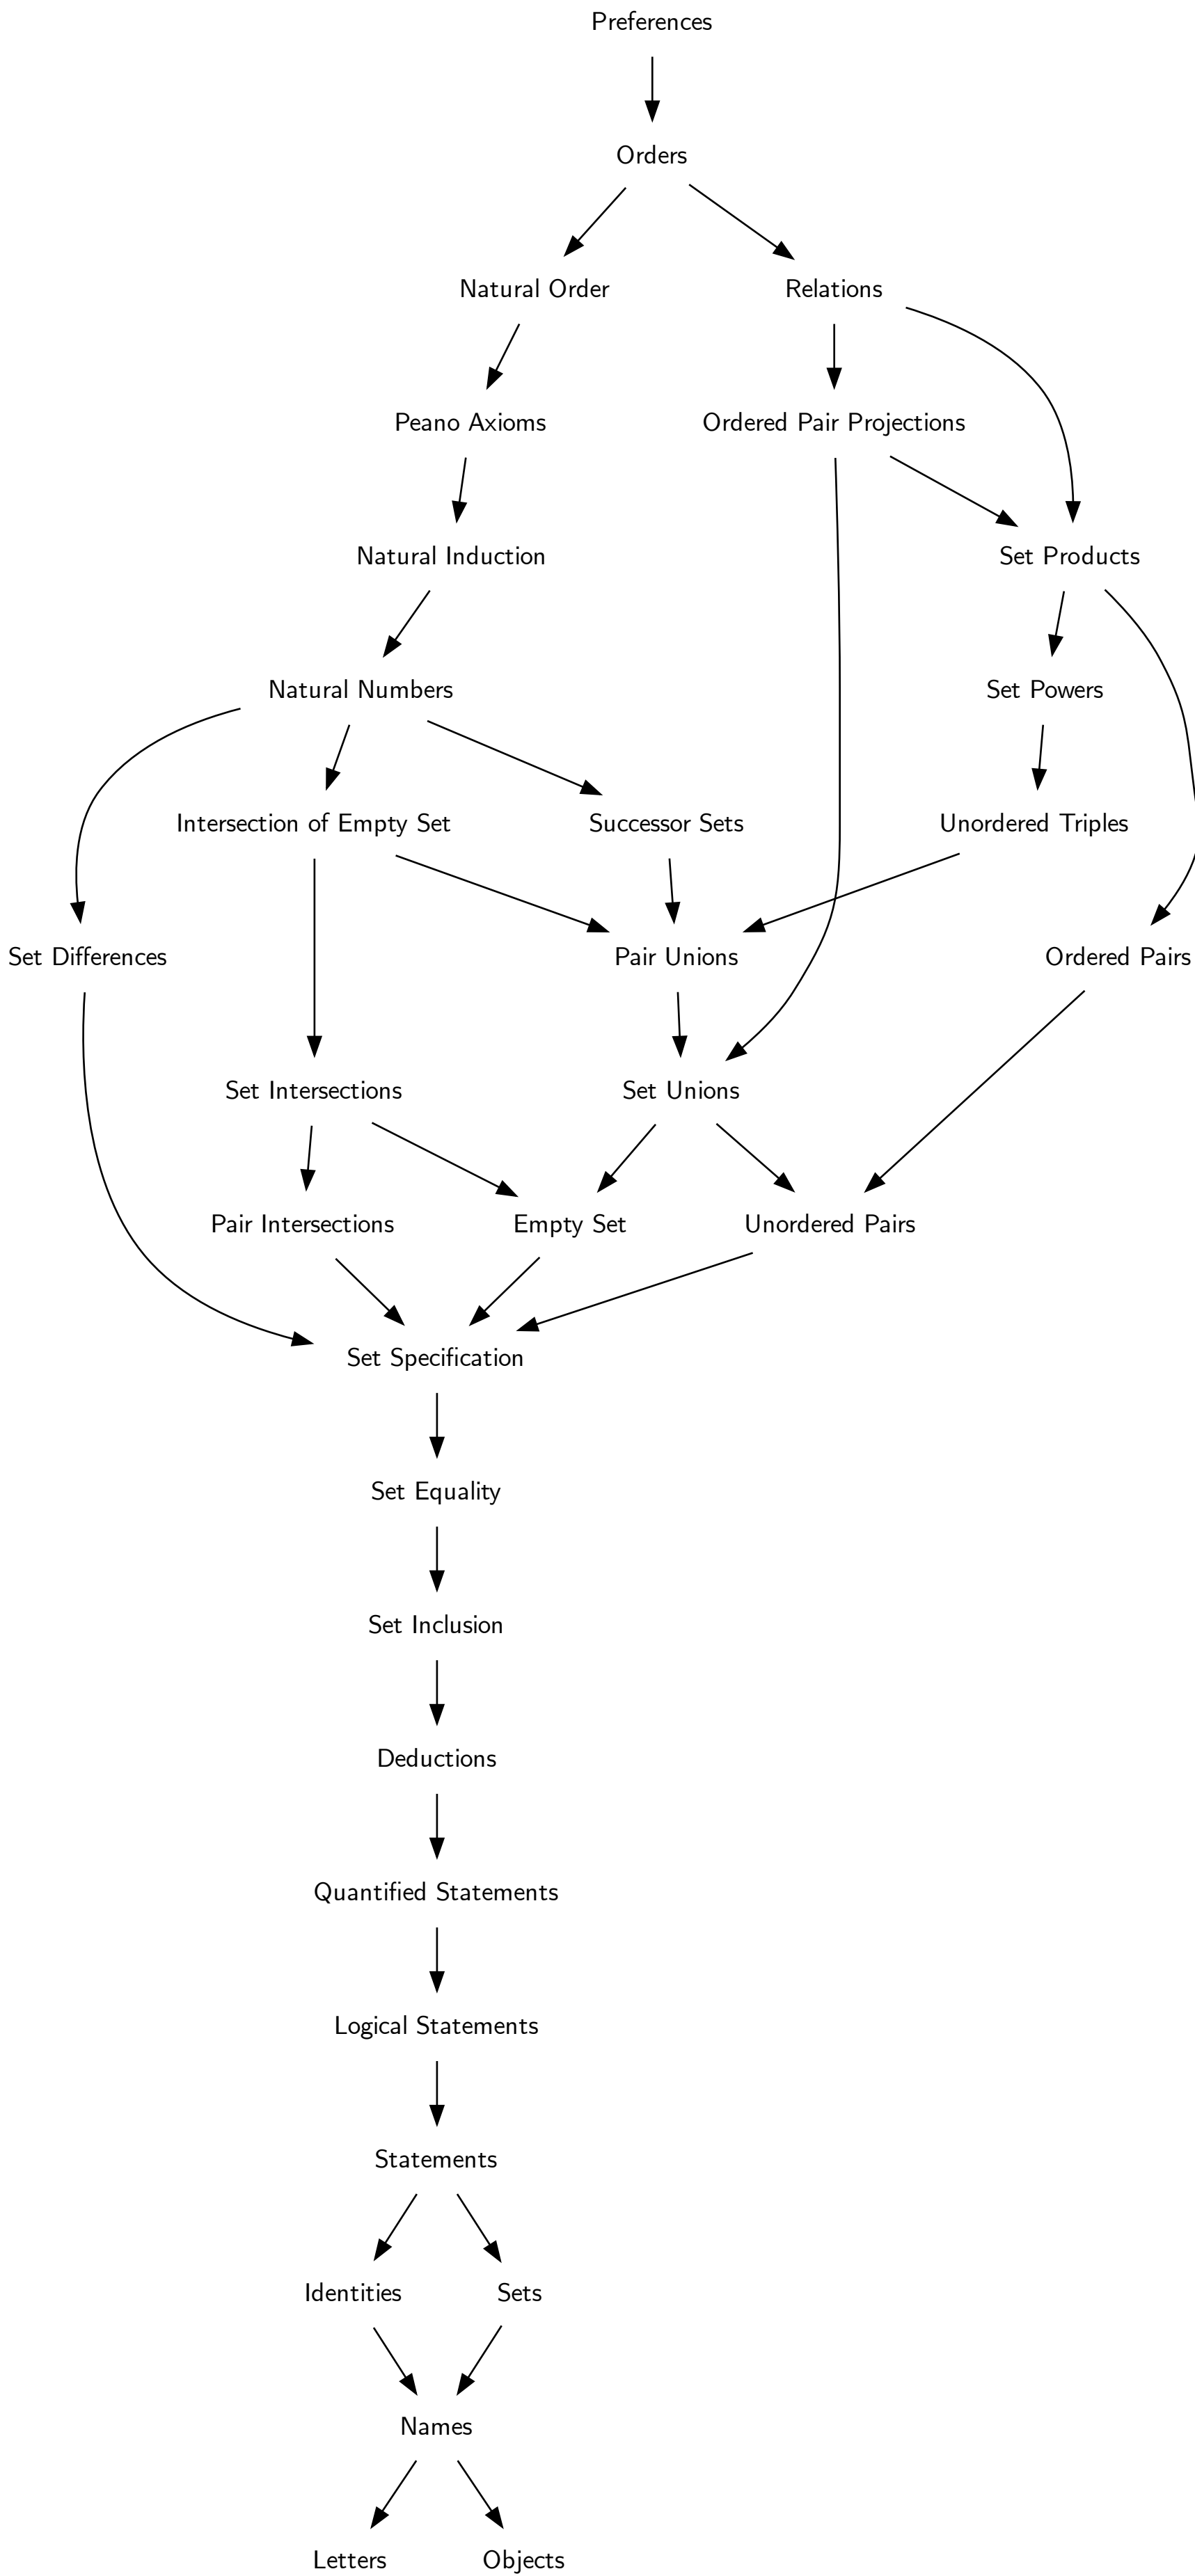 Preferences
Orders
Natural Order
Relations
Peano Axioms
Ordered Pair Projections
Natural Induction
Set Products
Natural Numbers
Set Powers
Intersection of Empty Set
Successor Sets
Unordered Triples
Set Differences
Pair Unions
Ordered Pairs
Set Intersections
Set Unions
Pair Intersections
Empty Set
Unordered Pairs
Set Specification
Set Equality
Set Inclusion
Deductions
Quantified Statements
Logical Statements
Statements
Identities
Sets
Names
Letters
Objects